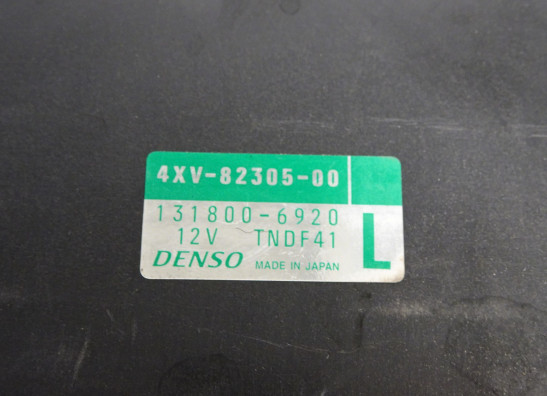 4XV-82305-00
131800-6920
12V TNDF41 L
DENSO MADE IN JAPAN